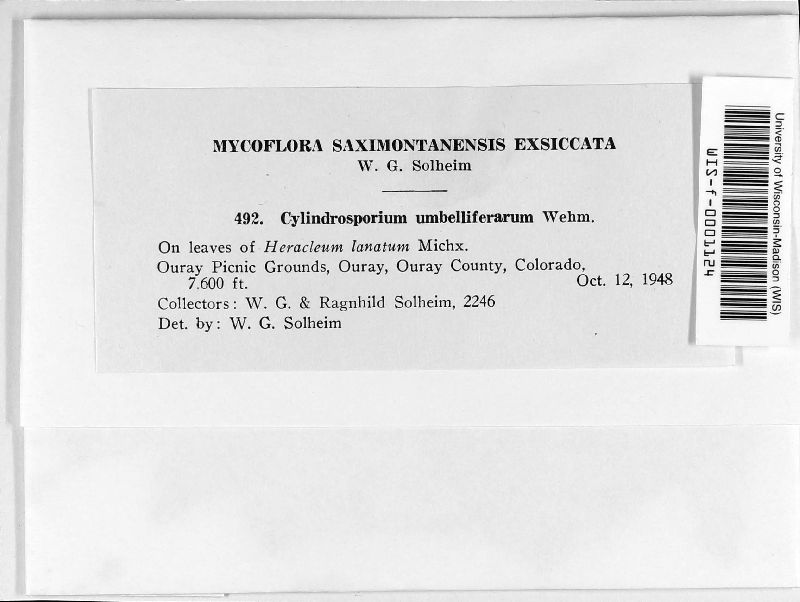 MYCOFLORA SAXIMONTANENSIS EXSICCATA
W. G. Solheim
492. Cylindrosporium umbelliferarum Wehm.
On leaves of Heracleum lanatum Michx.
Ouray Picnic Grounds, Ouray, Ouray County, Colorado,
7.600 ft. Oct. 12, 1948
Collectors: W. G. & Ragnhild Solheim, 2246
Det. by: W. G. Solheim
University of Wisconsin-Madison (WIS)
WIS-f-0001124